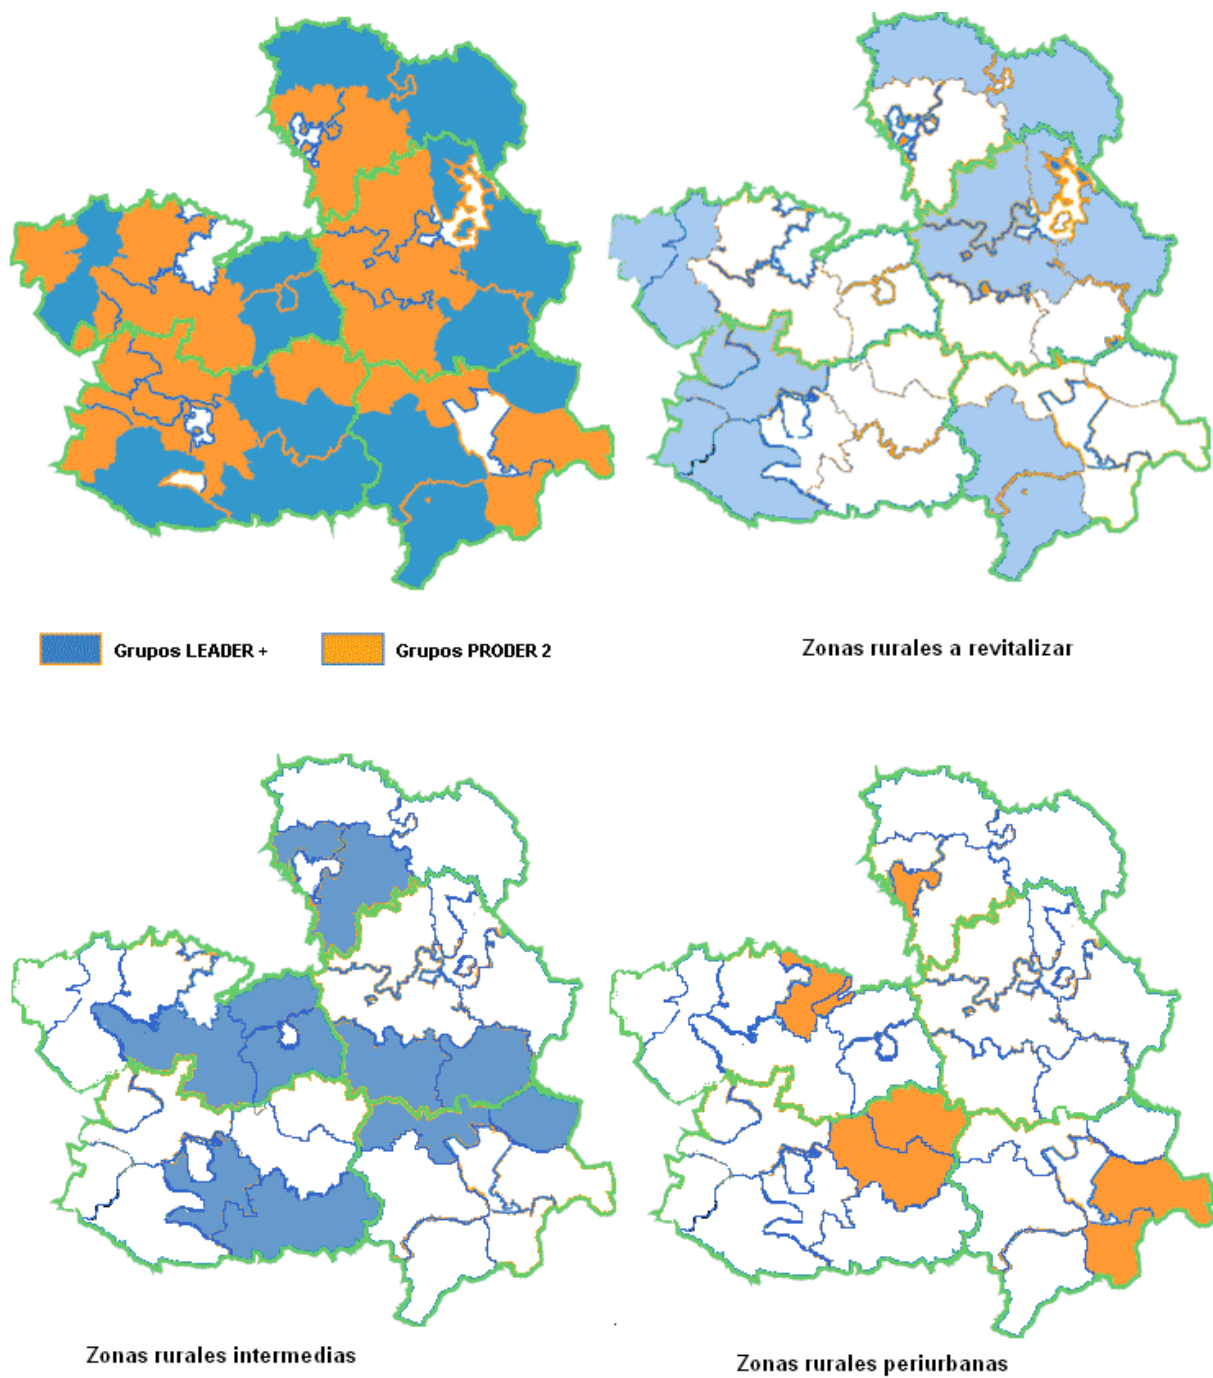 Grupos LEADER +
Grupos PRODER 2
Zonas rurales a revitalizar
Zonas rurales intermedias
Zonas rurales periurbanas